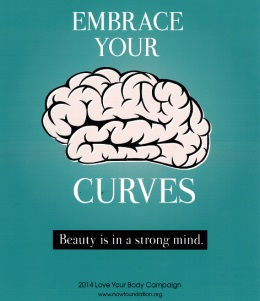 EMBRACE
YOUR
CURVES
Beauty is in a strong mind.
2014 Love Your Body Campaign
www.nowfoundation.org